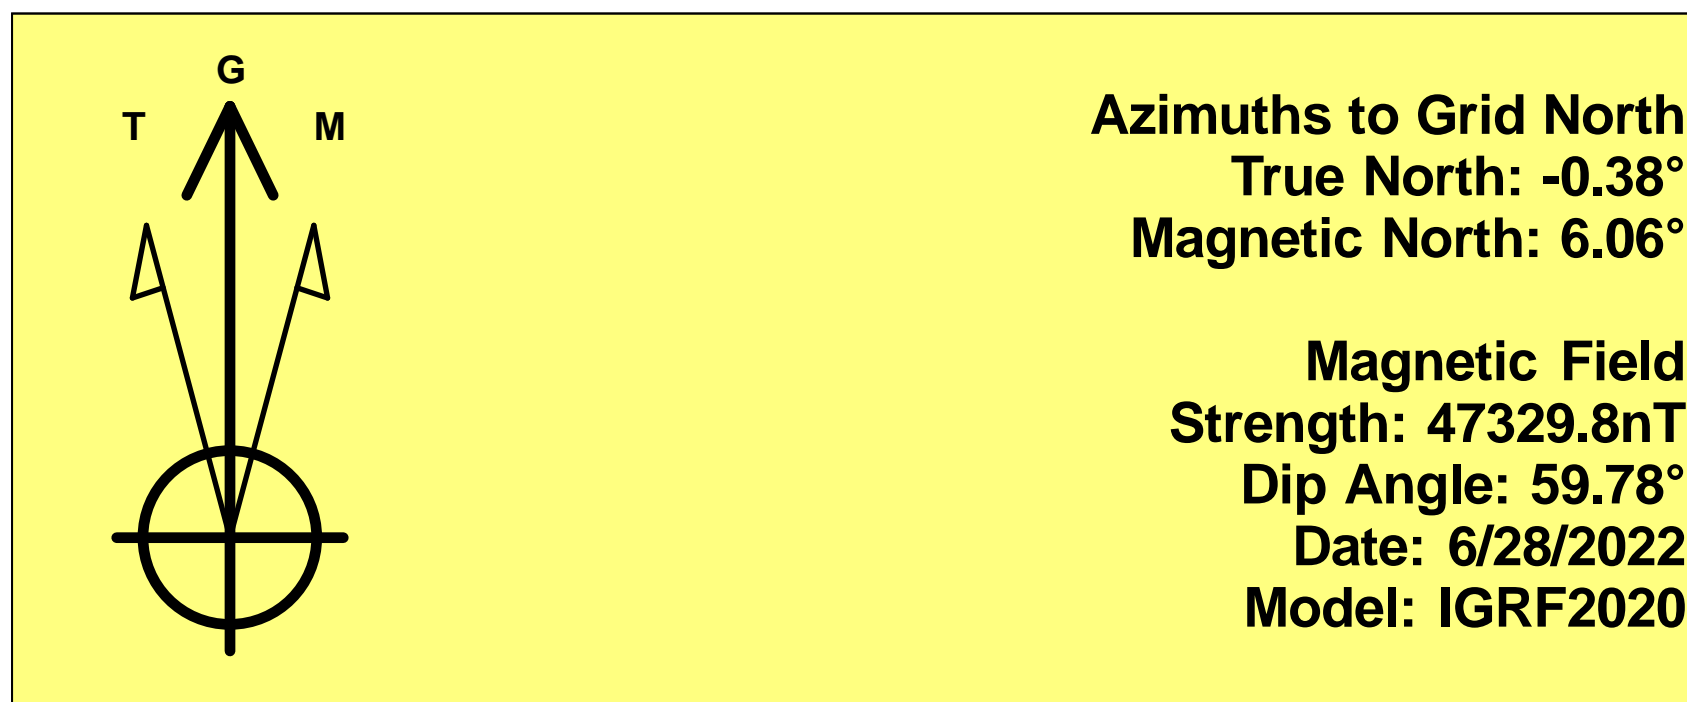 G
T M
Azimuths to Grid North
True North: -0.38°
Magnetic North: 6.06°
Magnetic Field
Strength: 47329.8nT
Dip Angle: 59.78°
Date: 6/28/2022
Model: IGRF2020